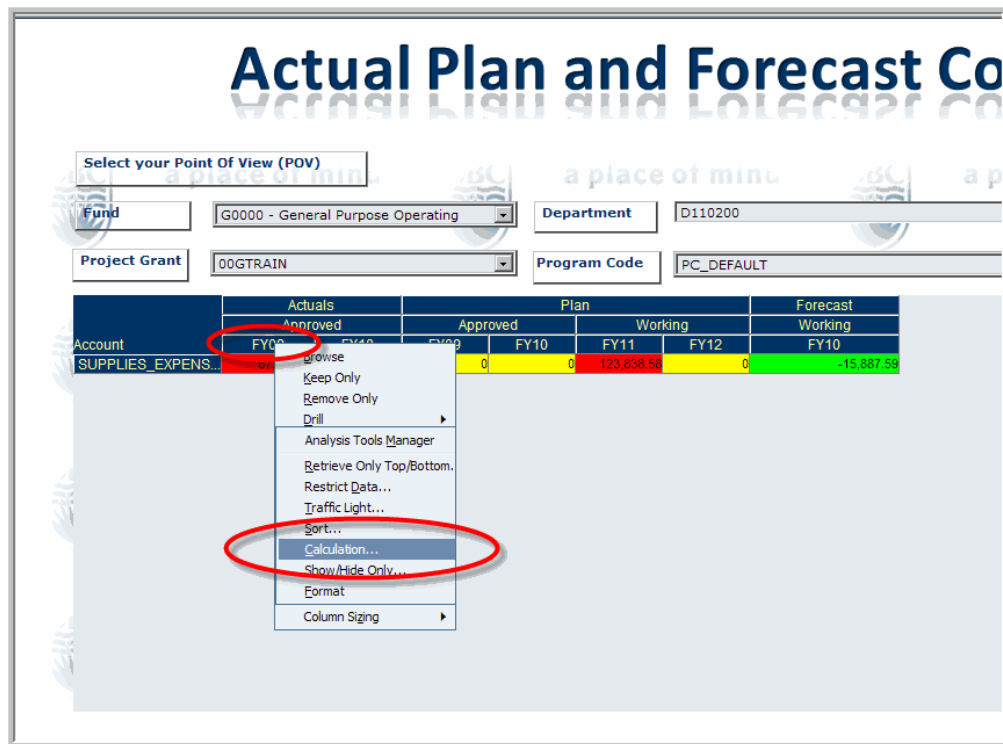 Actual Plan and Forecast Co
Select your Point Of View (POV)
a place of mind a place of mind a p
Fund G0000 - General Purpose Operating Department D110200
Project Grant 00GTRAIN Program Code PC_DEFAULT
Actuals Plan Forecast
Approved Approved Working Working
Account FY09 FY10 FY09 FY10 FY11 FY12 FY10
SUPPLIES_EXPENS... 0 0 123,838.58 0 -15,887.59
Browse
Keep Only
Remove Only
Drill
Analysis Tools Manager
Retrieve Only Top/Bottom.
Restrict Data...
Traffic Light...
Sort...
Calculation...
Show/Hide Only...
Format
Column Sizing